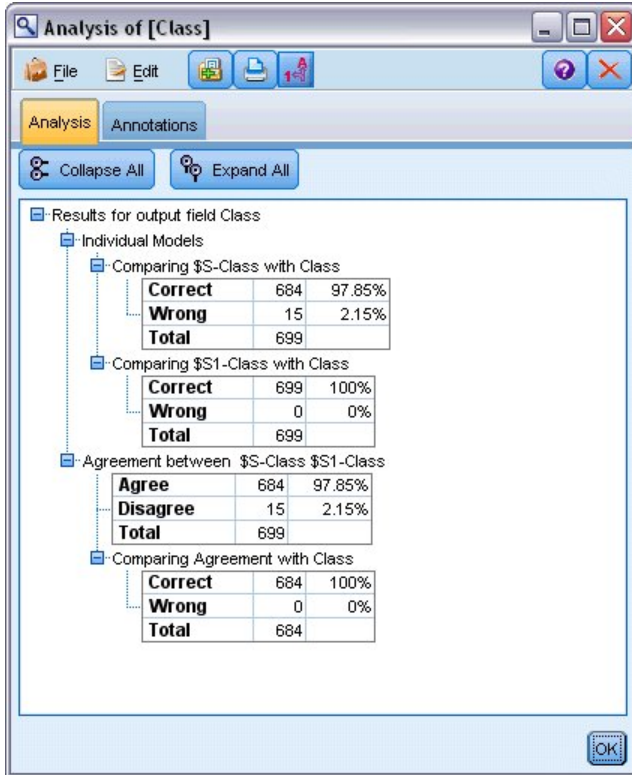 Analysis of [Class]
File Edit
Analysis Annotations
Collapse All Expand All
Results for output field Class
Individual Models
Comparing $S-Class with Class
Correct 684 97.85%
Wrong 15 2.15%
Total 699
Comparing $S1-Class with Class
Correct 699 100%
Wrong 0 0%
Total 699
Agreement between $S-Class $S1-Class
Agree 684 97.85%
Disagree 15 2.15%
Total 699
Comparing Agreement with Class
Correct 684 100%
Wrong 0 0%
Total 684
OK